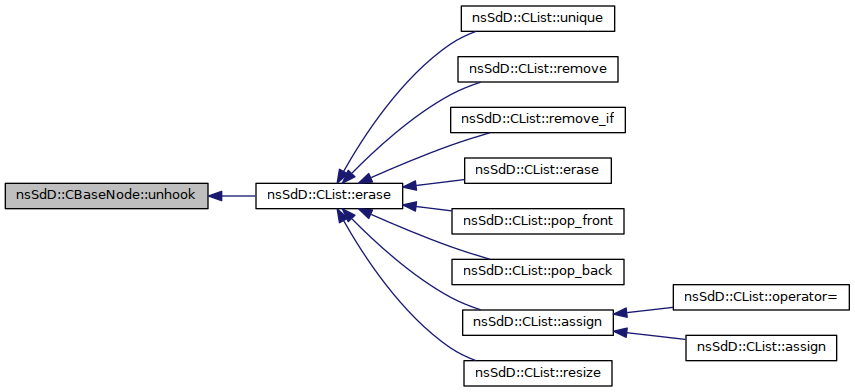 nsSdD::CList::unique
nsSdD::CList::remove
nsSdD::CList::remove_if
nsSdD::CList::erase
nsSdD::CBaseNode::unhook
nsSdD::CList::erase
nsSdD::CList::pop_front
nsSdD::CList::pop_back
nsSdD::CList::operator=
nsSdD::CList::assign
nsSdD::CList::assign
nsSdD::CList::resize